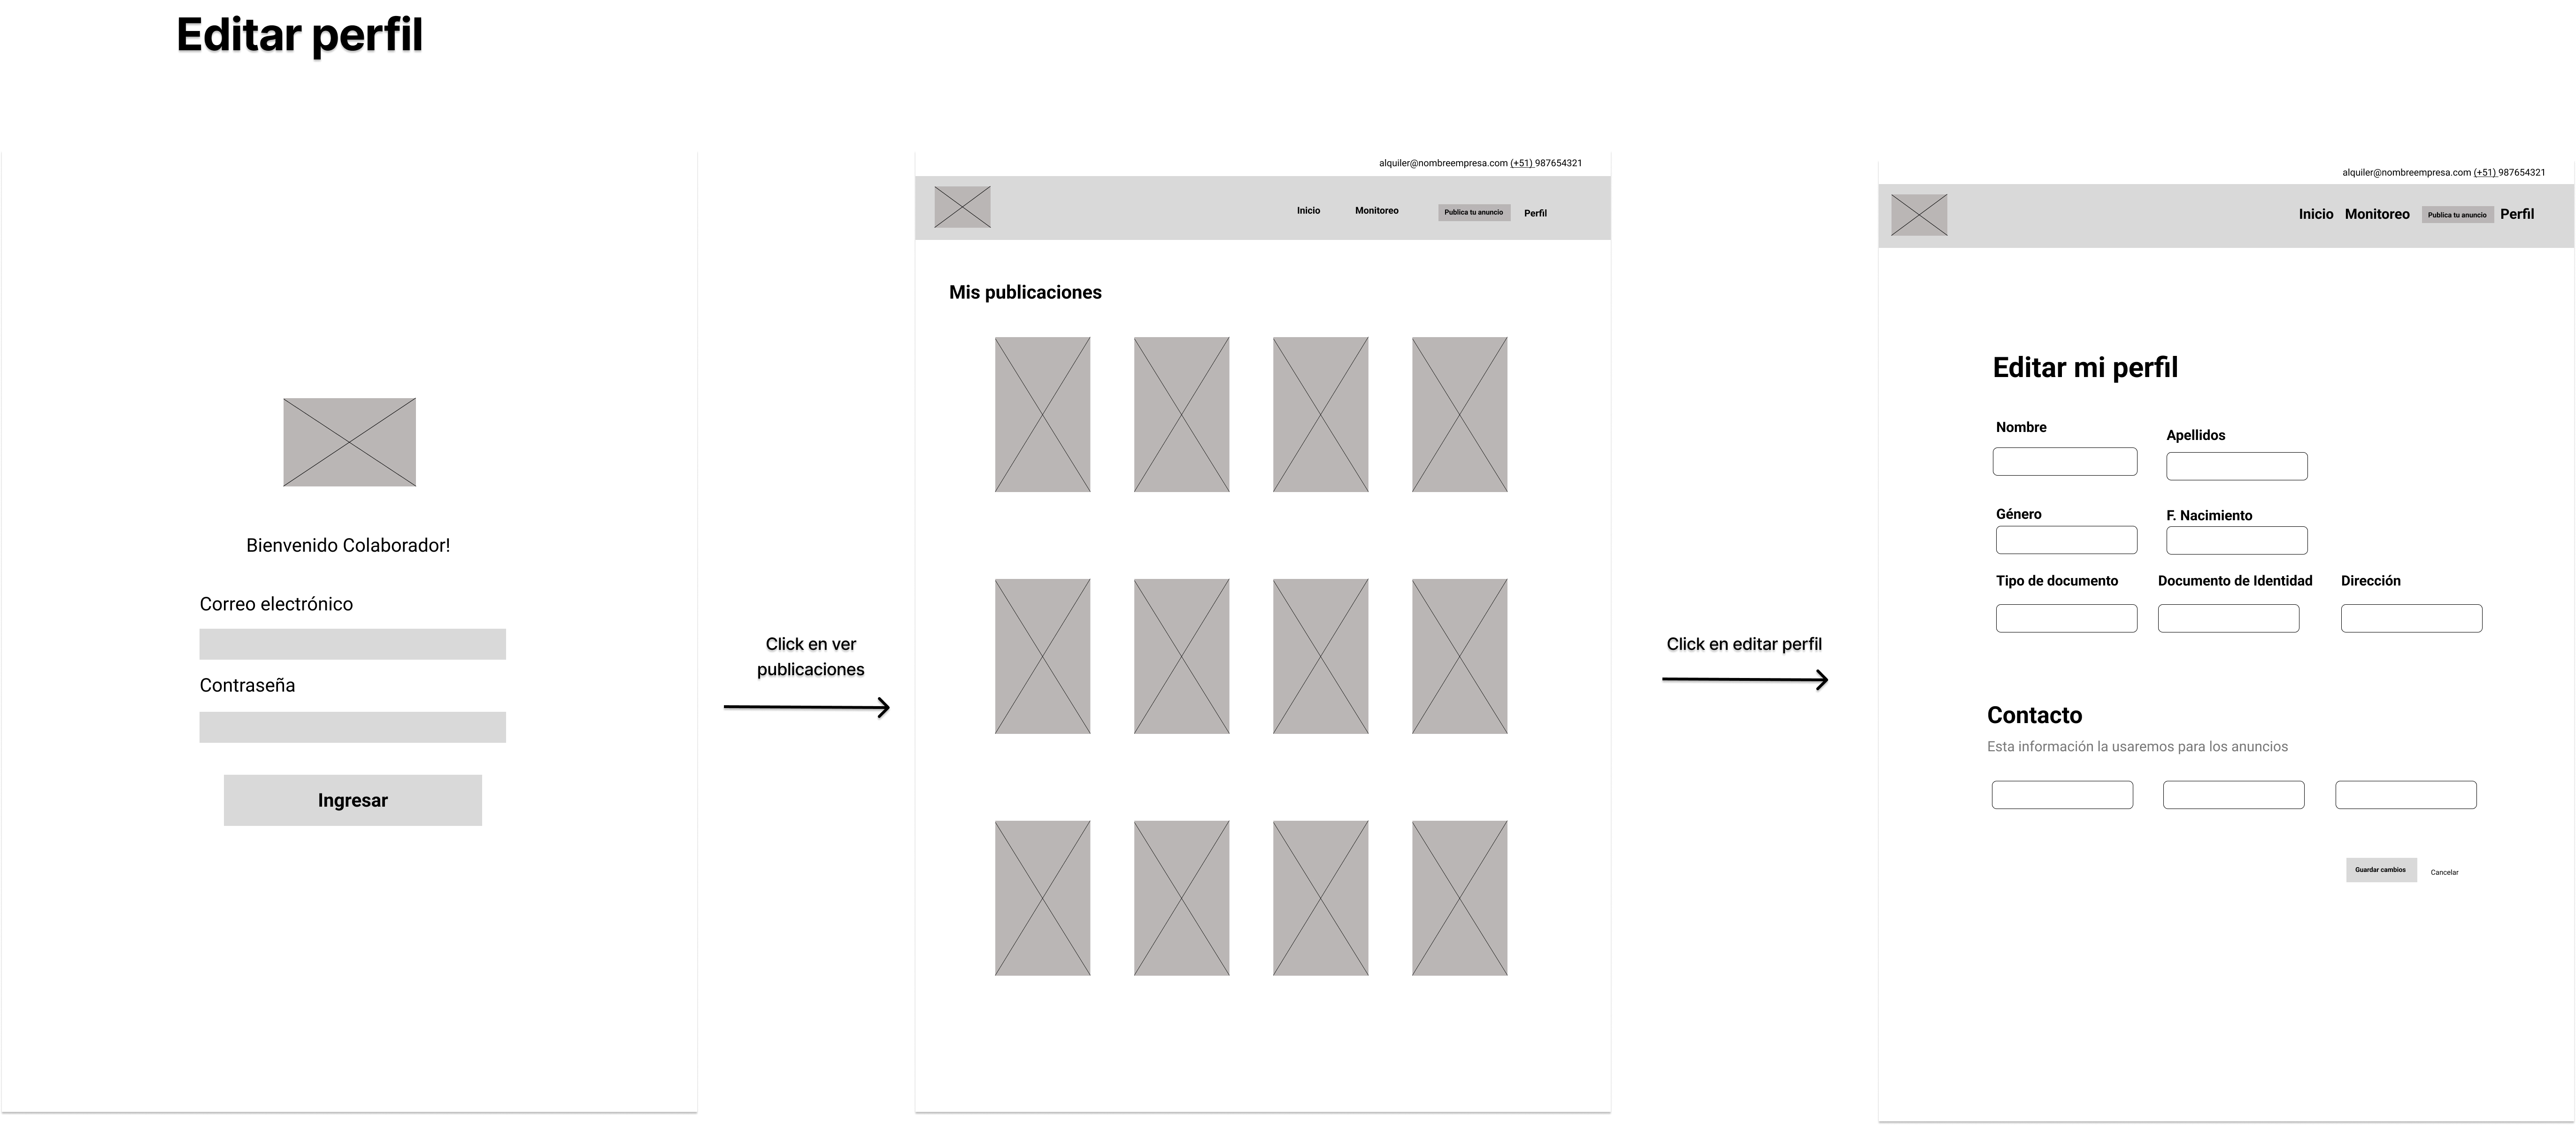 Editar perfil
Bienvenido Colaborador!
Correo electrónico
Contraseña
Ingresar
Click en ver
publicaciones
alquiler@nombreempresa.com (+51) 987654321
Inicio Monitoreo Publica tu anuncio Perfil
Mis publicaciones
Click en editar perfil
alquiler@nombreempresa.com (+51) 987654321
Inicio Monitoreo Publica tu anuncio Perfil
Editar mi perfil
Nombre Apellidos
Género F. Nacimiento
Tipo de documento Documento de Identidad Dirección
Contacto
Esta información la usaremos para los anuncios
Guardar cambios Cancelar